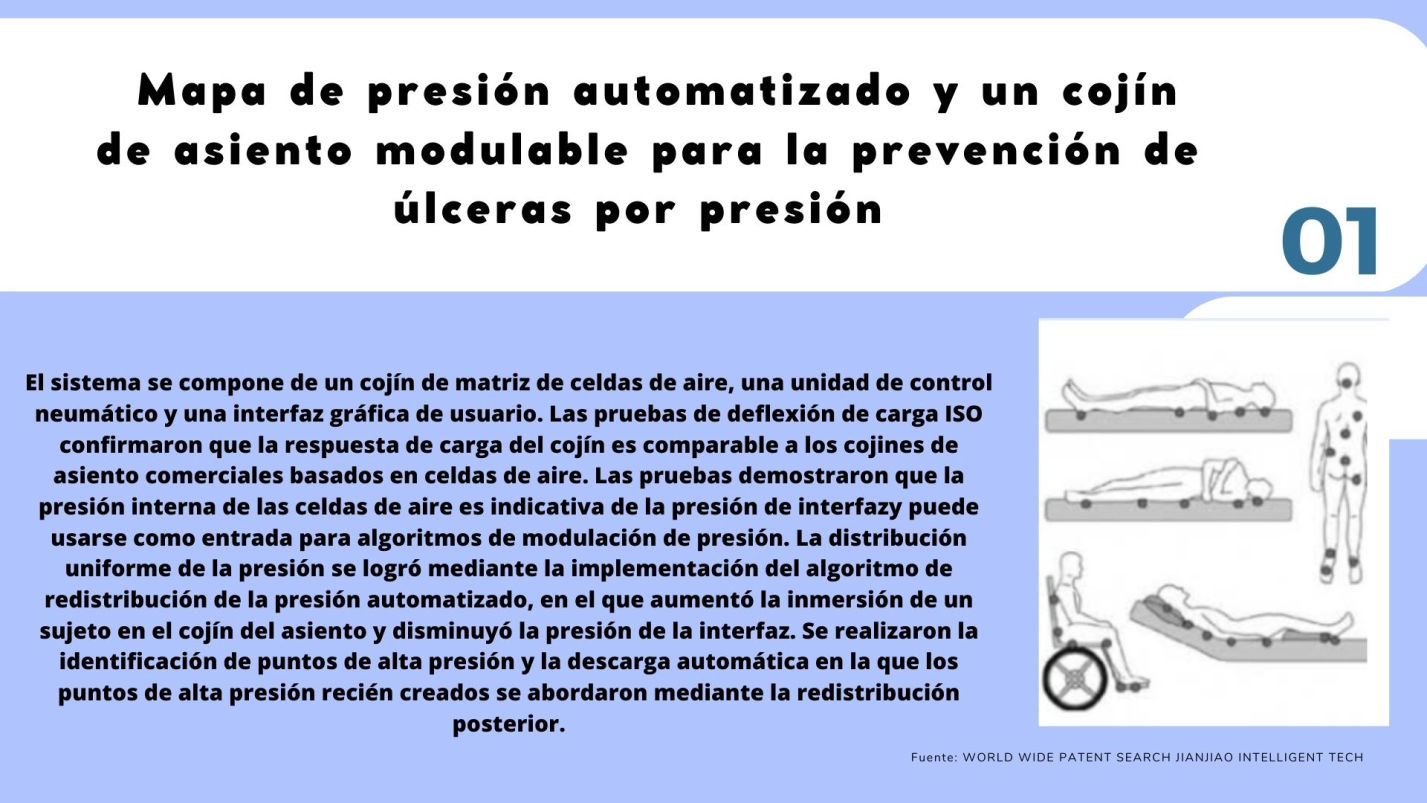 Mapa de presión automatizado y un cojín
de asiento modulable para la prevención de
úlceras por presión
01
El sistema se compone de un cojín de matriz de celdas de aire, una unidad de control
neumático y una interfaz gráfica de usuario. Las pruebas de deflexión de carga ISO
confirmaron que la respuesta de carga del cojín es comparable a los cojines de
asiento comerciales basados en celdas de aire. Las pruebas demostraron que la
presión interna de las celdas de aire es indicativa de la presión de interfazy puede
usarse como entrada para algoritmos de modulación de presión. La distribución
uniforme de la presión se logró mediante la implementación del algoritmo de
redistribución de la presión automatizado, en el que aumentó la inmersión de un
sujeto en el cojín del asiento y disminuyó la presión de la interfaz. Se realizaron la
identificación de puntos de alta presión y la descarga automática en la que los
puntos de alta presión recién creados se abordaron mediante la redistribución
posterior.
Fuente: WORLD WIDE PATENT SEARCH JIANJIAO INTELLIGENT TECH